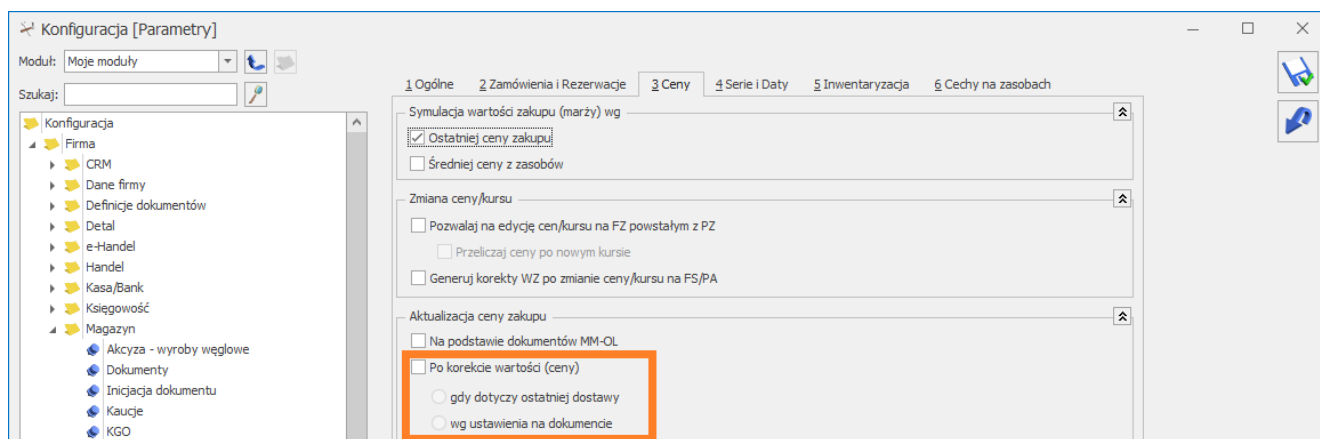 Konfiguracja [Parametry]
Moduł: Moje moduły
Szukaj:
Konfiguracja
Firma
CRM
Dane firmy
Definicje dokumentów
Detal
e-Handel
Handel
Kasa/Bank
Księgowość
Magazyn
Akcyza - wyroby węglowe
Dokumenty
Inicjacja dokumentu
Kaucje
KGO
1 Ogólne 2 Zamówienia i Rezerwacje 3 Ceny 4 Serie i Daty 5 Inwentaryzacja 6 Cechy na zasobach
Symulacja wartości zakupu (marży) wg
Ostatniej ceny zakupu
Średniej ceny z zasobów
Zmiana ceny/kursu
Pozwalaj na edycję cen/kursu na FZ powstałym z PZ
Przeliczaj ceny po nowym kursie
Generuj korekty WZ po zmianie ceny/kursu na FS/PA
Aktualizacja ceny zakupu
Na podstawie dokumentów MM-OL
Po korekcie wartości (ceny)
gdy dotyczy ostatniej dostawy
wg ustawienia na dokumencie